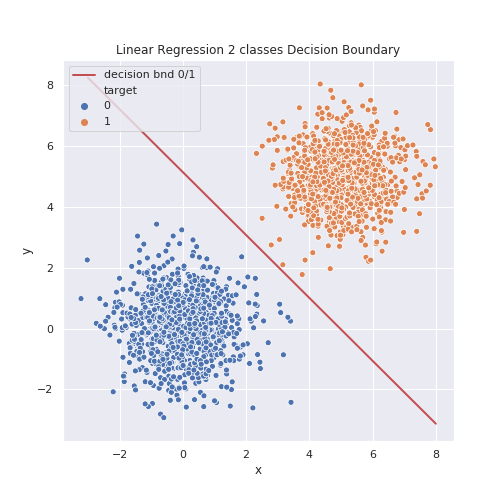 Linear Regression 2 classes Decision Boundary
decision bnd 0/1
target
0
1
8
6
4
2
0
−2
y
−2 0 2 4 6 8
x